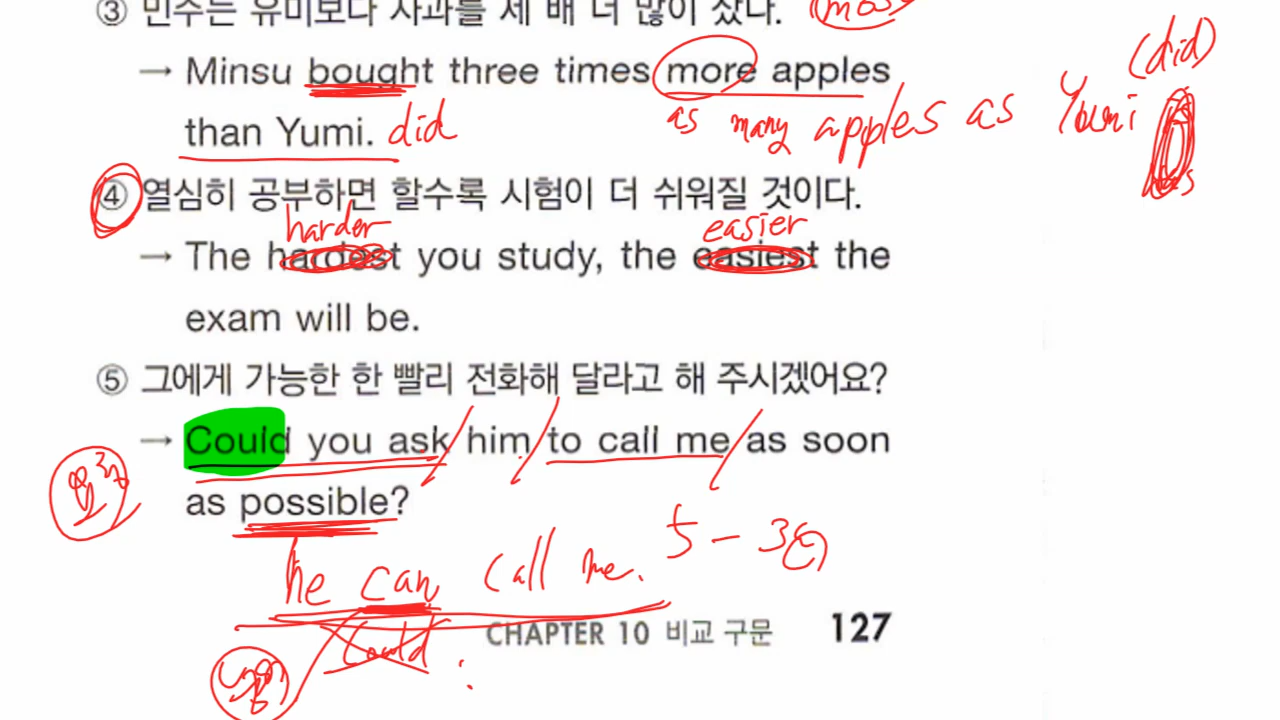 ③ 민수는 유미보다 사과를 세 배 더 많이 샀다.
(did)
→ Minsu bought three times more apples
as many apples as Yumi
than Yumi. did
④ 열심히 공부하면 할수록 시험이 더 쉬워질 것이다.
harder easier
→ The hardest you study, the easiest the
exam will be.
⑤ 그에게 가능한 한 빨리 전화해 달라고 해 주시겠어요?
→ Could you ask him to call me as soon
as possible?
5-3
he can call me.
CHAPTER 10 비교 구문 127
Could